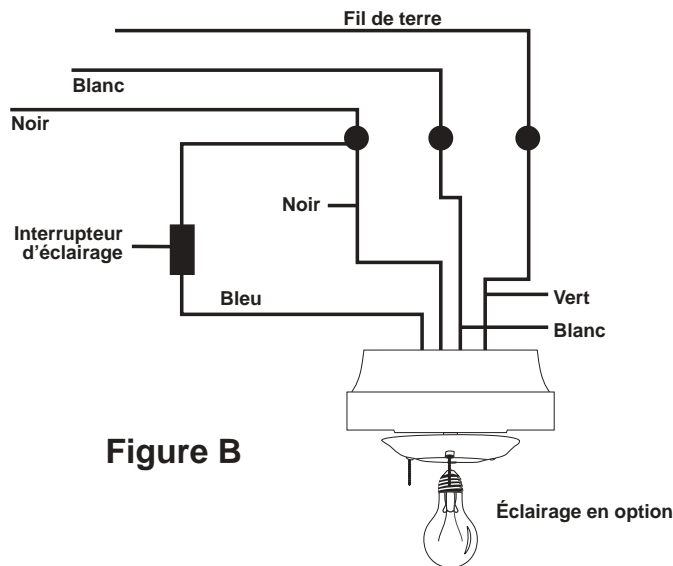 Fil de terre
Blanc
Noir
Noir
Interrupteur
d'éclairage
Bleu
Vert
Blanc
Figure B
Éclairage en option